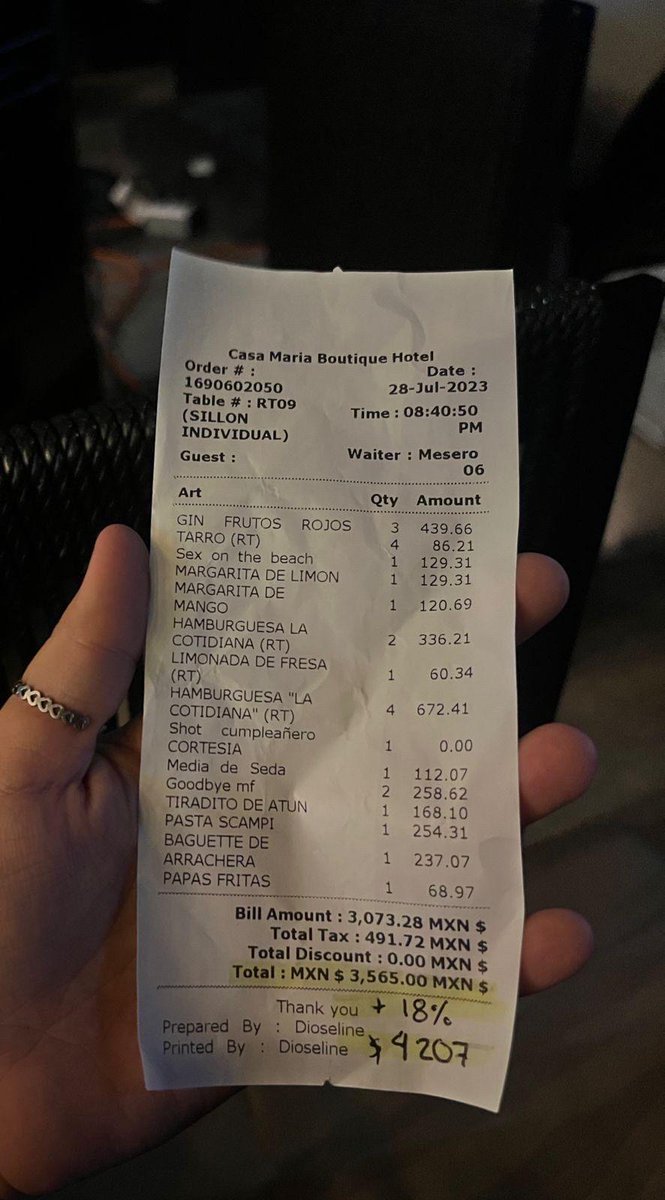 Casa Maria Boutique Hotel
Order # : Date :
1690602050 28-Jul-2023
Table # : RT09 Time : 08:40:50
(SILLON PM
INDIVIDUAL)
Guest : Waiter : Mesero
06
Art Qty Amount
GIN FRUTOS ROJOS 3 439.66
TARRO (RT) 4 86.21
Sex on the beach 1 129.31
MARGARITA DE LIMON 1 129.31
MARGARITA DE
MANGO 1 120.69
HAMBURGUESA LA
COTIDIANA (RT) 2 336.21
LIMONADA DE FRESA
(RT) 1 60.34
HAMBURGUESA "LA
COTIDIANA" (RT) 4 672.41
Shot cumpleañero
CORTESIA 1 0.00
Media de Seda 1 112.07
Goodbye mf 2 258.62
TIRADITO DE ATUN 1 168.10
PASTA SCAMPI 1 254.31
BAGUETTE DE
ARRACHERA 1 237.07
PAPAS FRITAS 1 68.97
Bill Amount : 3,073.28 MXN $
Total Tax : 491.72 MXN $
Total Discount : 0.00 MXN $
Total : MXN $ 3,565.00 MXN $
Thank you + 18%
Prepared By : Dioseline
Printed By : Dioseline $ 4207